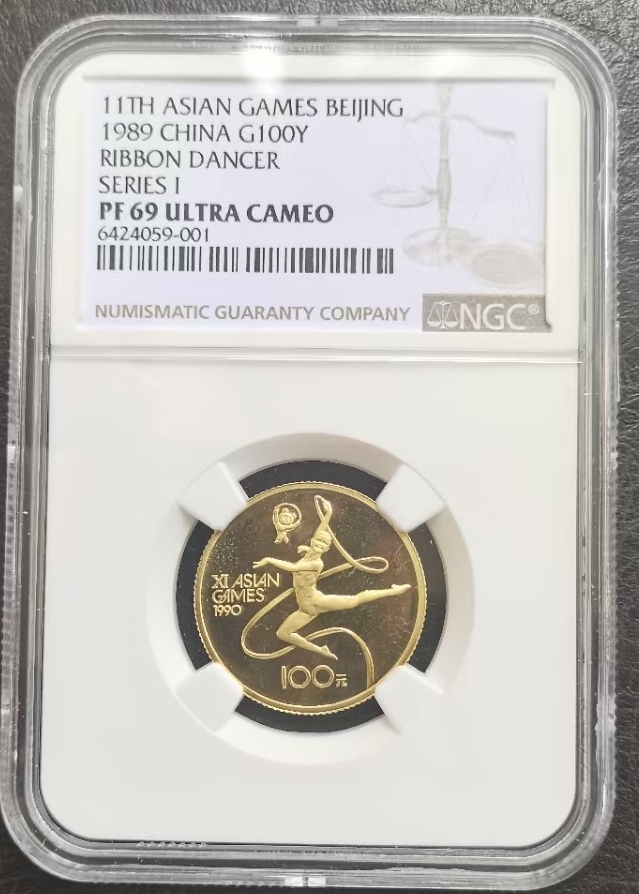 11TH ASIAN GAMES BEIJING
1989 CHINA G100Y
RIBBON DANCER
SERIES I
PF 69 ULTRA CAMEO
6424059-001
NUMISMATIC GUARANTY COMPANY
NGC®
XI ASIAN
GAMES
1990
100元